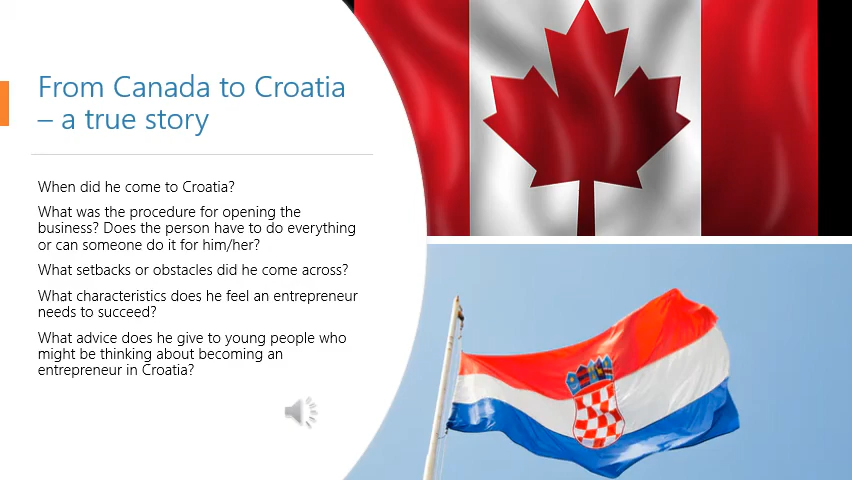 From Canada to Croatia
– a true story
When did he come to Croatia?
What was the procedure for opening the
business? Does the person have to do everything
or can someone do it for him/her?
What setbacks or obstacles did he come across?
What characteristics does he feel an entrepreneur
needs to succeed?
What advice does he give to young people who
might be thinking about becoming an
entrepreneur in Croatia?